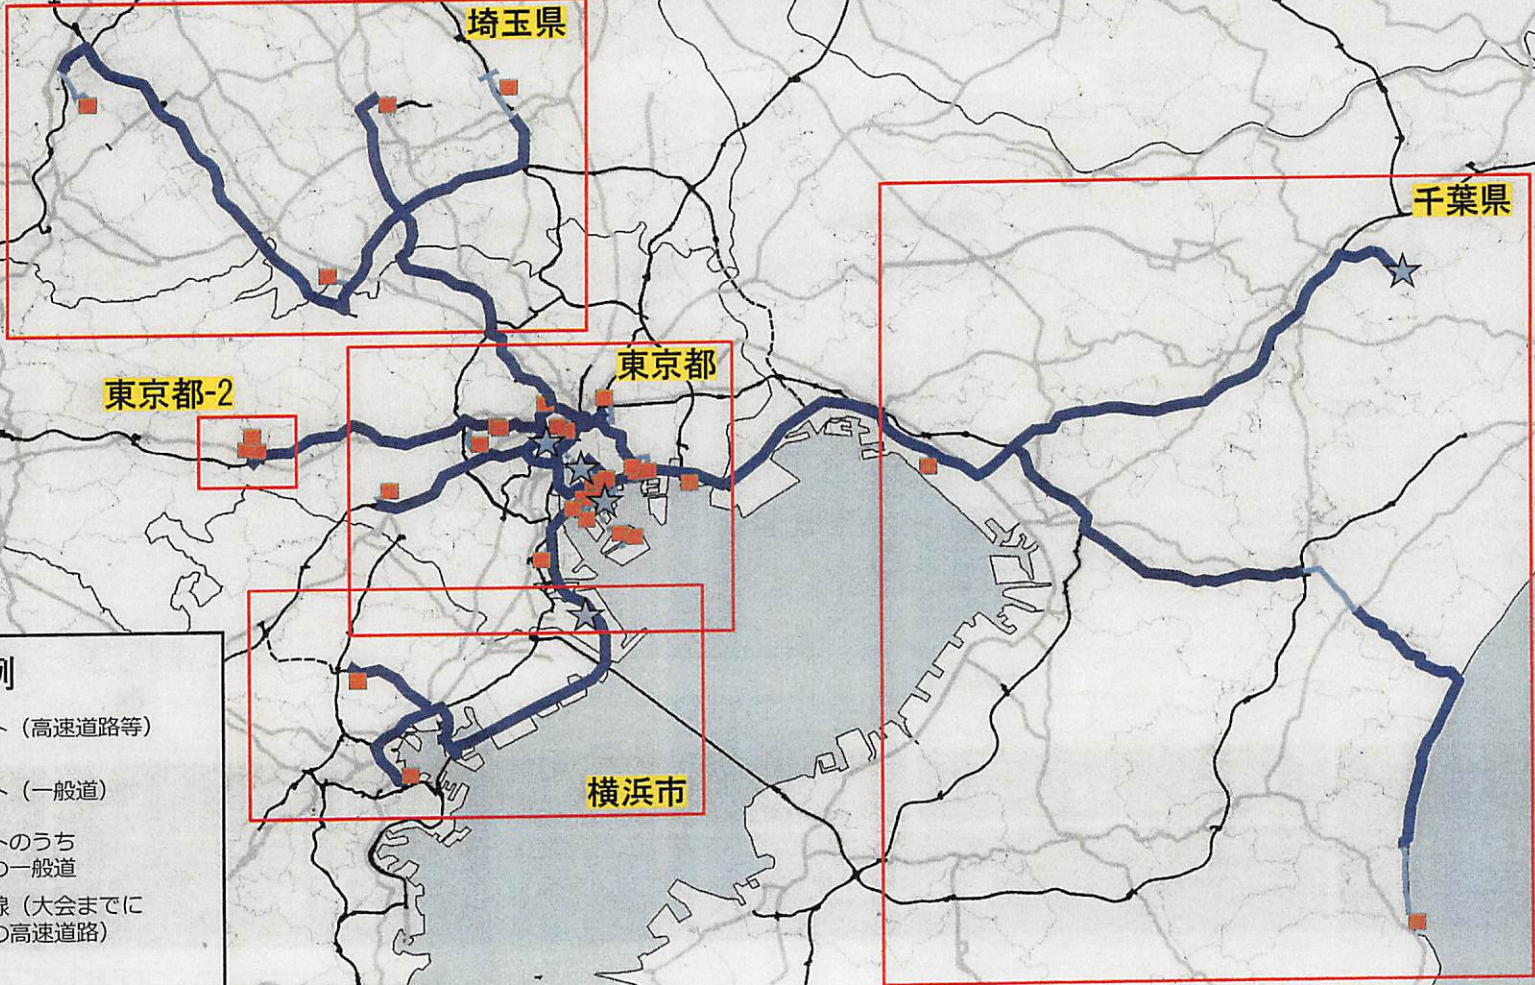 埼玉県
千葉県
東京都
東京都-2
横浜市
例
ト（高速道路等）
ト（一般道）
トのうち
の一般道
線（大会までに
の高速道路）